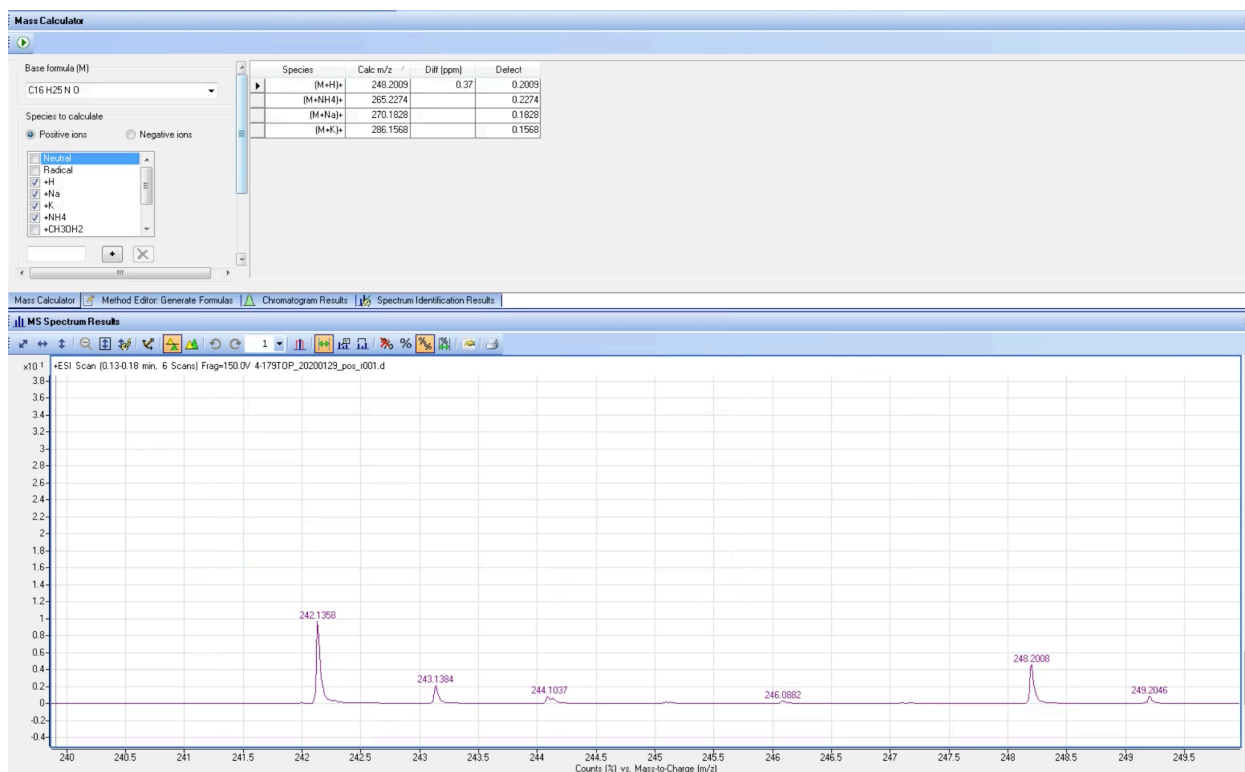 Mass Calculator
Base formula (M)
C16 H25 N O
Species to calculate
Positive ions Negative ions
Neutral
Radical
+H
+Na
+K
+NH4
+CH3OH2
Species Calc m/z Diff (ppm) Defect
(M+H)+ 248.2009 0.37 0.2009
(M+NH4)+ 265.2274 0.2274
(M+Na)+ 270.1828 0.1828
(M+K)+ 286.1568 0.1568
Mass Calculator Method Editor: Generate Formulas Chromatogram Results Spectrum Identification Results
MS Spectrum Results
1
x10 1 +ESI Scan (0.13-0.18 min, 6 Scans) Frag=150.0V 4-179TOP_20200129_pos_r001.d
3.8
3.6
3.4
3.2
3
2.8
2.6
2.4
2.2
2
1.8
1.6
1.4
1.2
1
0.8
0.6
0.4
0.2
0
-0.2
-0.4
242.1358
243.1384
244.1037
246.0882
248.2008
249.2046
240 240.5 241 241.5 242 242.5 243 243.5 244 244.5 245 245.5 246 246.5 247 247.5 248 248.5 249 249.5
Counts (%) vs. Mass-to-Charge (m/z)